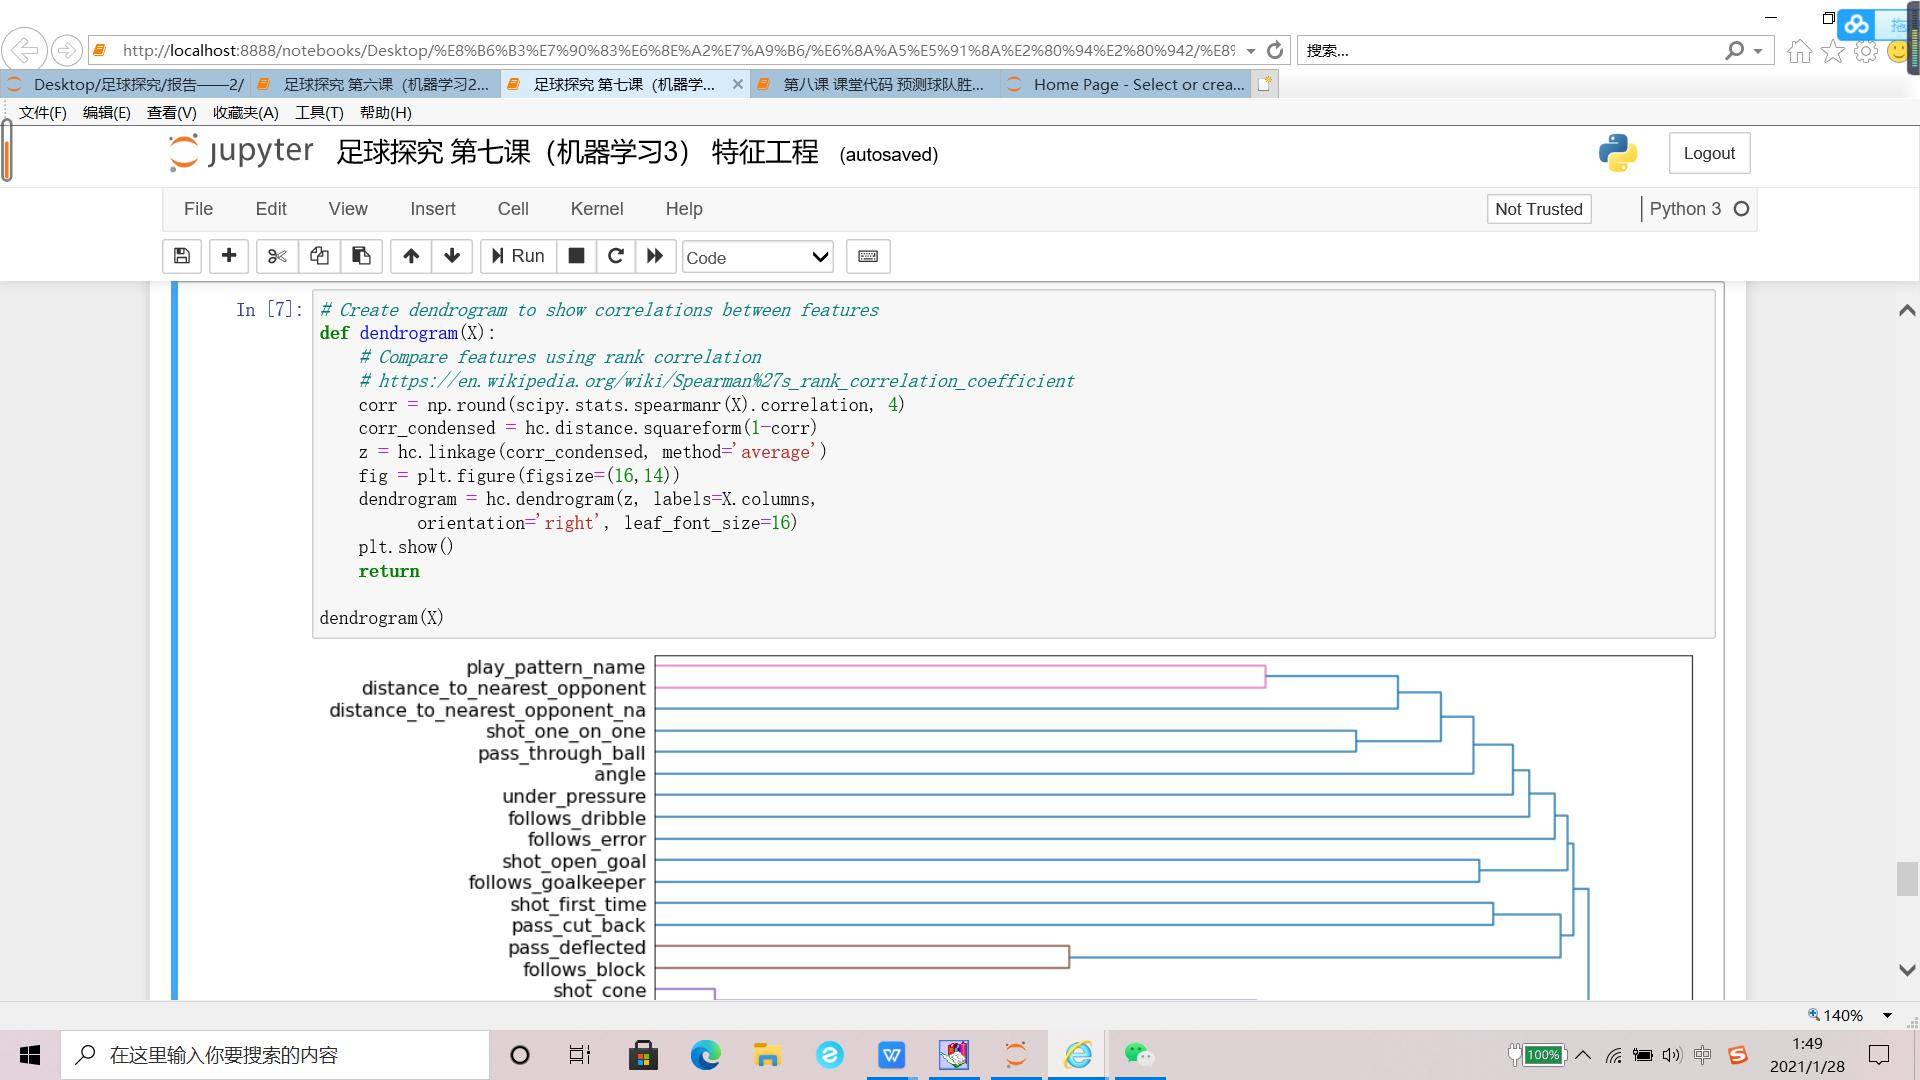 http://localhost:8888/notebooks/Desktop/%E8%B6%B3%E7%90%83%E6%8E%A2%E7%A9%B6/%E6%8A%A5%E5%91%8A%E2%80%94%E2%80%942/%E8%
搜索...
拖
Desktop/足球探究/报告——2/
足球探究 第六课（机器学习2...
足球探究 第七课（机器学...
第八课 课堂代码 预测球队胜...
Home Page - Select or crea...
文件(F) 编辑(E) 查看(V) 收藏夹(A) 工具(T) 帮助(H)
jupyter 足球探究 第七课（机器学习3） 特征工程 (autosaved)
Logout
File Edit View Insert Cell Kernel Help
Not Trusted
Python 3
Run
Code
In [7]:
# Create dendrogram to show correlations between features
def dendrogram(X):
    # Compare features using rank correlation
    # https://en.wikipedia.org/wiki/Spearman%27s_rank_correlation_coefficient
    corr = np.round(scipy.stats.spearmanr(X).correlation, 4)
    corr_condensed = hc.distance.squareform(1-corr)
    z = hc.linkage(corr_condensed, method='average')
    fig = plt.figure(figsize=(16,14))
    dendrogram = hc.dendrogram(z, labels=X.columns,
          orientation='right', leaf_font_size=16)
    plt.show()
    return
dendrogram(X)
play_pattern_name
distance_to_nearest_opponent
distance_to_nearest_opponent_na
shot_one_on_one
pass_through_ball
angle
under_pressure
follows_dribble
follows_error
shot_open_goal
follows_goalkeeper
shot_first_time
pass_cut_back
pass_deflected
follows_block
shot_cone
140%
在这里输入你要搜索的内容
100%
中
1:49
2021/1/28